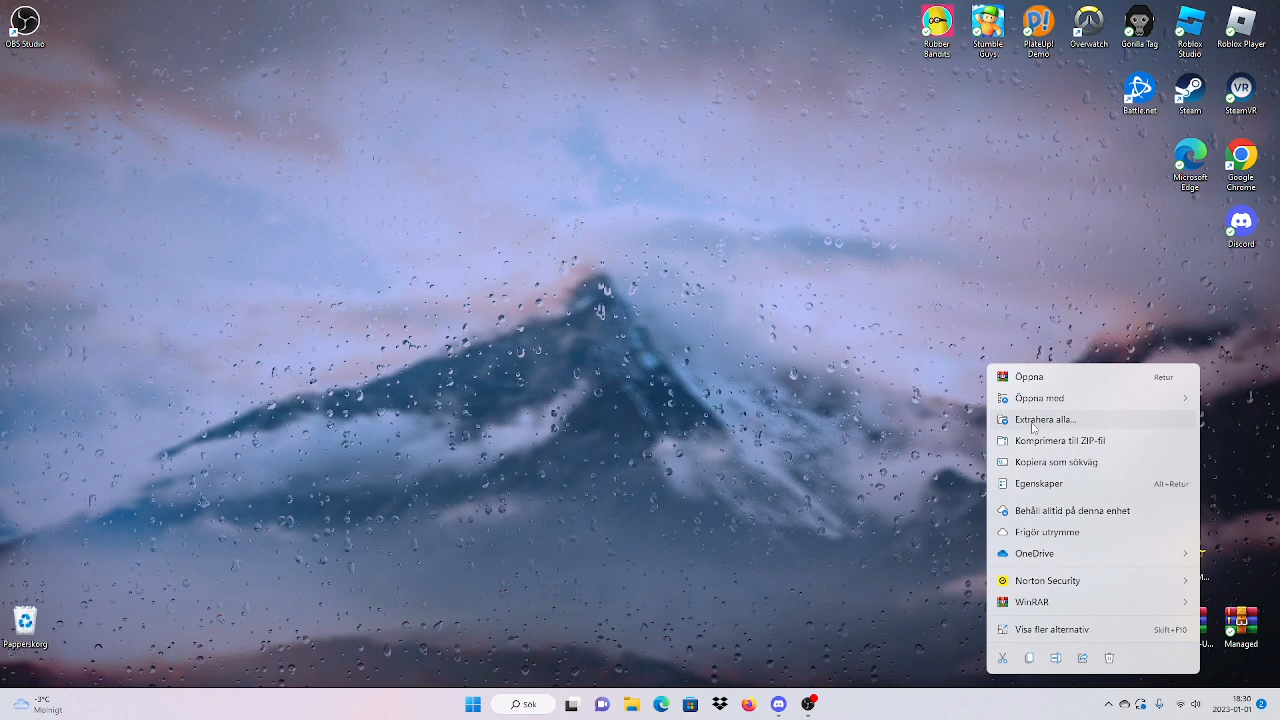 OBS Studio
Rubber
Bandits
Stumble
Guys
PlateUp!
Demo
Overwatch
Gorilla Tag
Roblox
Studio
Roblox Player
Battle.net
Steam
VR
SteamVR
Microsoft
Edge
Google
Chrome
Discord
Öppna Retur
Öppna med
Extrahera alla...
Komprimera till ZIP-fil
Kopiera som sökväg
Egenskaper Alt+Retur
Behåll alltid på denna enhet
Frigör utrymme
OneDrive
Norton Security
WinRAR
Visa fler alternativ Skift+F10
Papperskorg
Managed
-3°C
Molnigt
Sök
18:30
2023-01-01
2